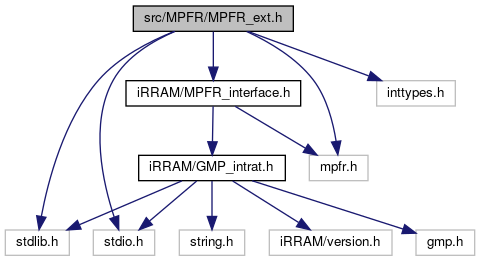 src/MPFR/MPFR_ext.h
iRRAM/MPFR_interface.h
inttypes.h
iRRAM/GMP_intrat.h
mpfr.h
stdlib.h
stdio.h
string.h
iRRAM/version.h
gmp.h